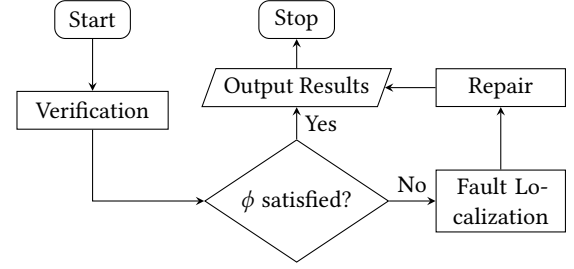 Start
Stop
Output Results
Repair
Verification
Yes
ϕ satisfied?
No
Fault Lo-
calization